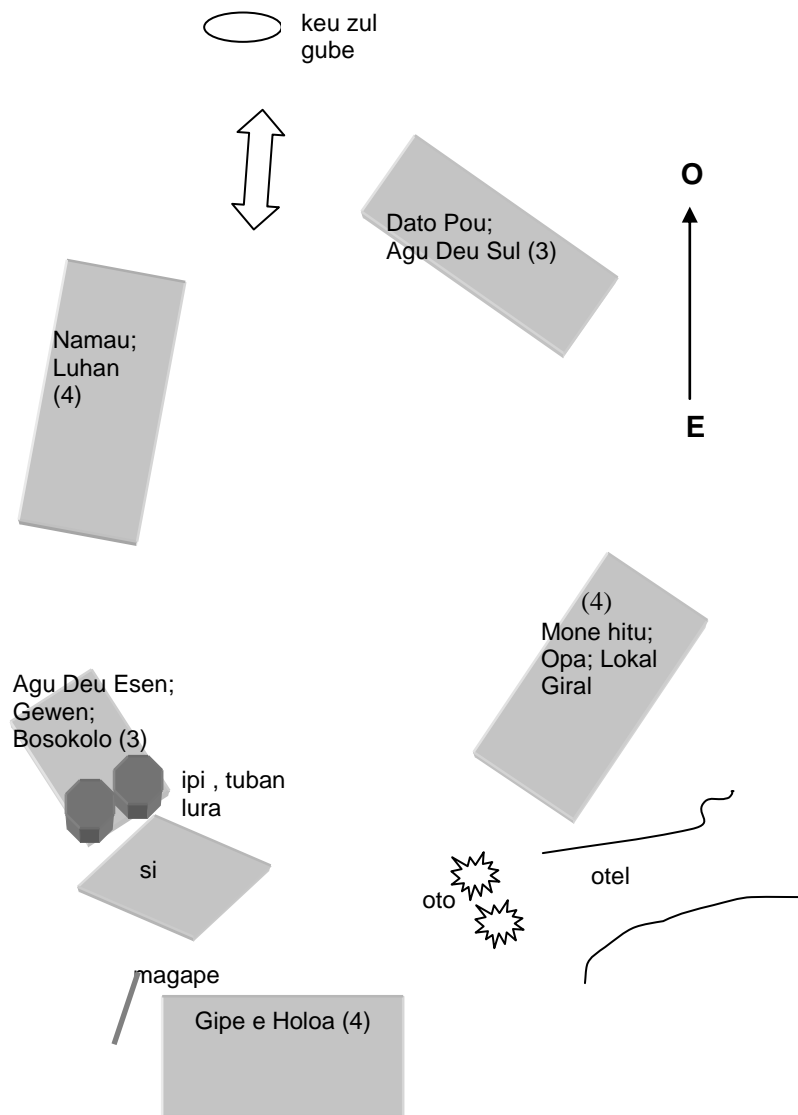 keu zul
gube
O
Dato Pou;
Agu Deu Sul (3)
Namau;
Luhan
(4)
E
(4)
Mone hitu;
Opa; Lokal
Giral
Agu Deu Esen;
Gewen;
Bosokolo (3)
ipi , tuban
lura
si
otel
oto
magape
Gipe e Holoa (4)